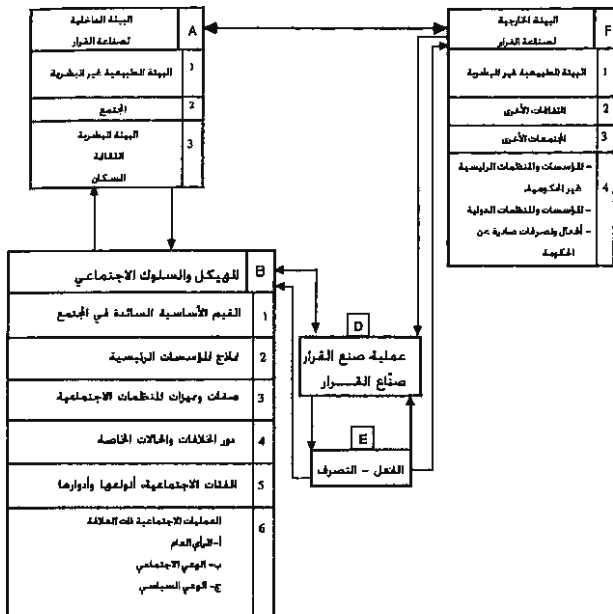 A
البيئة الداخلية
لصناعة القرار
1
البيئة الطبيعية غير البشرية
2
المجتمع
3
البيئة البشرية
الثقافة
السكان
F
البيئة الخارجية
لصناعة القرار
1
البيئة الطبيعية غير البشرية
2
الثقافات الأخرى
3
المجتمعات الأخرى
4
- المؤسسات والمنظمات الرئيسية
غير الحكومية.
- المؤسسات والمنظمات الدولية
- أفعال وتصرفات صادرة عن
الحكومة
B
الهيكل والسلوك الاجتماعي
1
القيم الأساسية السائدة في المجتمع
2
نماذج المؤسسات الرئيسية
3
صفات وميزات المنظمات الاجتماعية
4
دور الخلافات والحالات الخاصة
5
الفئات الاجتماعية، أنواعها وأدوارها
6
العمليات الاجتماعية ذات العلاقة
أ- الرأي العام
ب- الوعي الاجتماعي
ج- الوعي السياسي
D
عملية صنع القرار
صنّاع القـــــرار
E
الفعل - التصرف